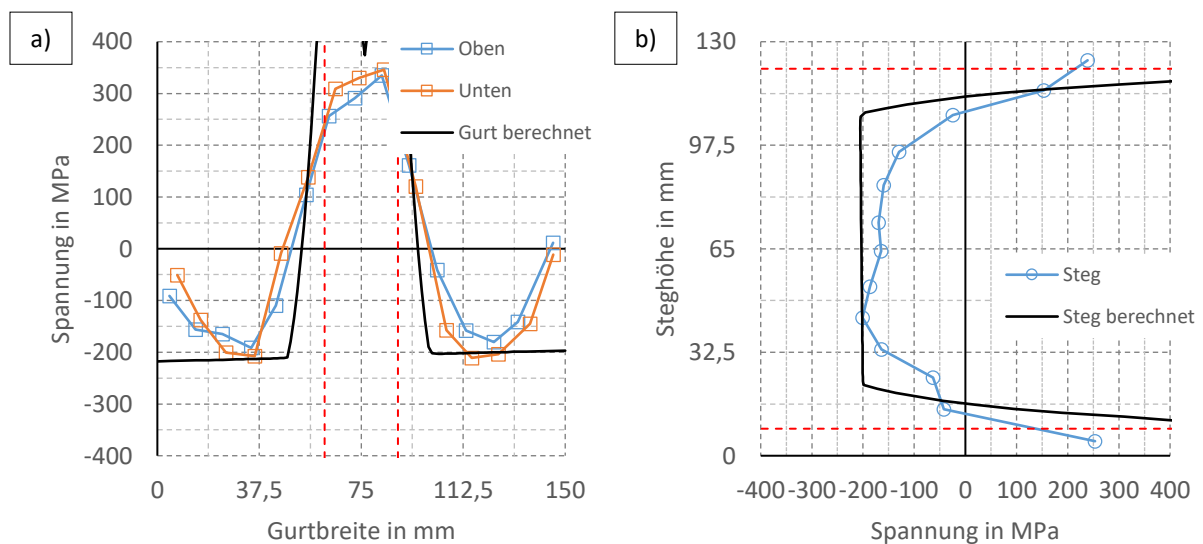 a)
400
300
200
100
0
-100
-200
-300
-400
Spannung in MPa
0
37,5
75
112,5
150
Gurtbreite in mm
Oben
Unten
Gurt berechnet
b)
130
97,5
65
32,5
0
Steghöhe in mm
-400
-300
-200
-100
0
100
200
300
400
Spannung in MPa
Steg
Steg berechnet